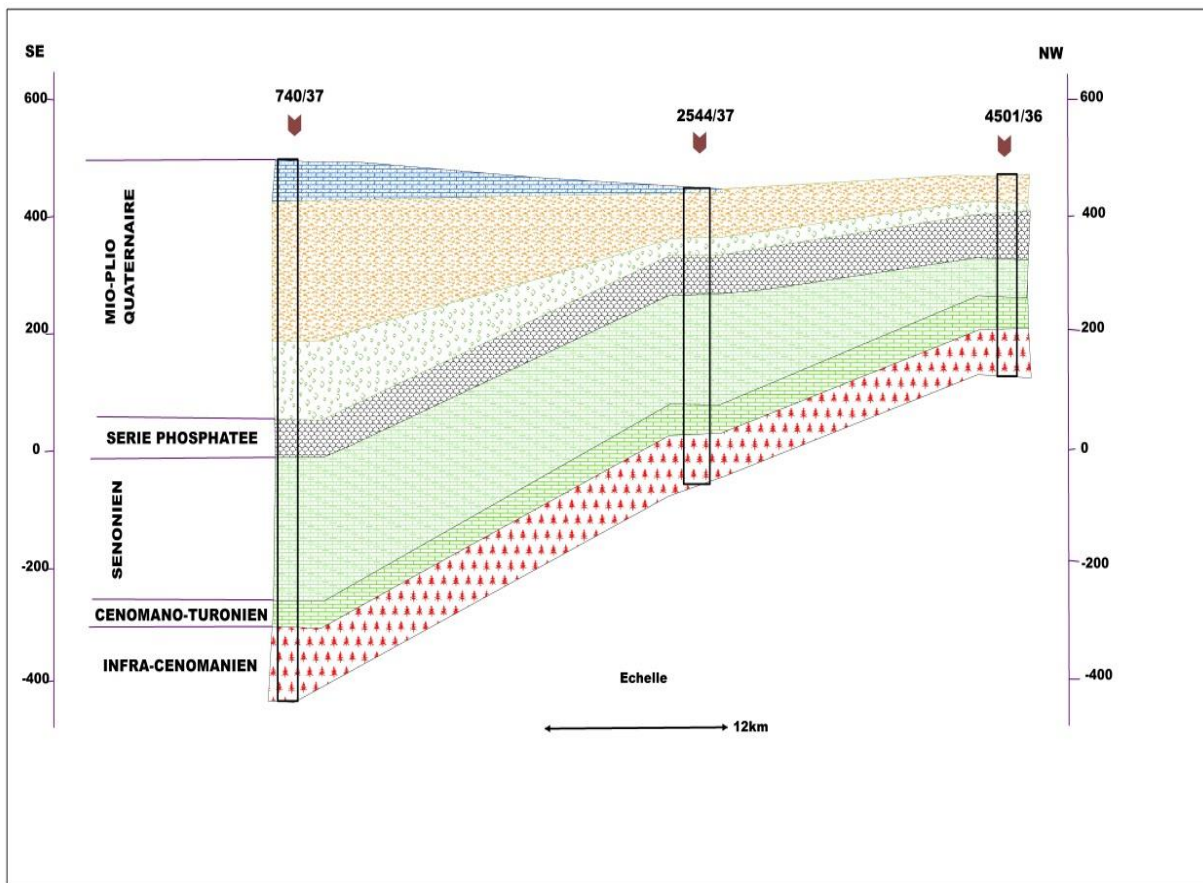 SE
NW
740/37
2544/37
4501/36
600
400
200
0
-200
-400
600
400
200
0
-200
-400
MIO-PLIO
QUATERNAIRE
SERIE PHOSPHATEE
SENONIEN
CENOMANO-TURONIEN
INFRA-CENOMANIEN
Echelle
12km